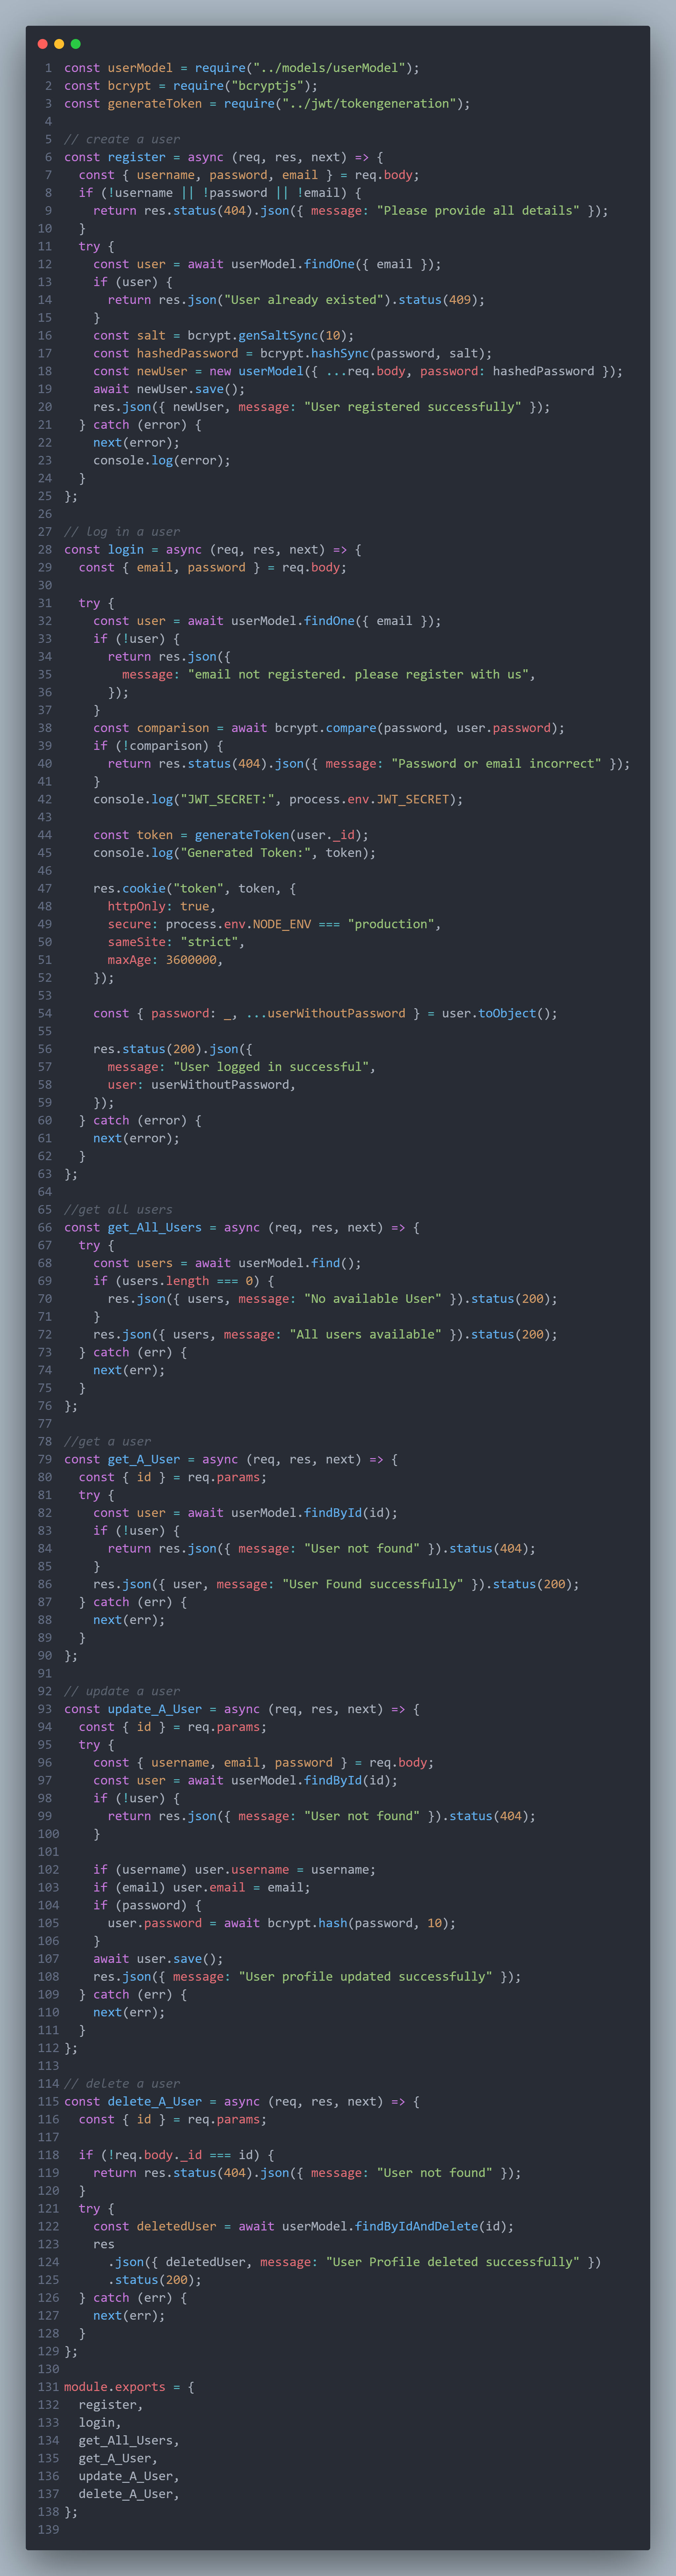 1 const userModel = require("../models/userModel");
2 const bcrypt = require("bcryptjs");
3 const generateToken = require("../jwt/tokengeneration");
4
5 // create a user
6 const register = async (req, res, next) => {
7   const { username, password, email } = req.body;
8   if (!username || !password || !email) {
9     return res.status(404).json({ message: "Please provide all details" });
10   }
11   try {
12     const user = await userModel.findOne({ email });
13     if (user) {
14       return res.json("User already existed").status(409);
15     }
16     const salt = bcrypt.genSaltSync(10);
17     const hashedPassword = bcrypt.hashSync(password, salt);
18     const newUser = new userModel({ ...req.body, password: hashedPassword });
19     await newUser.save();
20     res.json({ newUser, message: "User registered successfully" });
21   } catch (error) {
22     next(error);
23     console.log(error);
24   }
25 };
26
27 // log in a user
28 const login = async (req, res, next) => {
29   const { email, password } = req.body;
30
31   try {
32     const user = await userModel.findOne({ email });
33     if (!user) {
34       return res.json({
35         message: "email not registered. please register with us",
36       });
37     }
38     const comparison = await bcrypt.compare(password, user.password);
39     if (!comparison) {
40       return res.status(404).json({ message: "Password or email incorrect" });
41     }
42     console.log("JWT_SECRET:", process.env.JWT_SECRET);
43
44     const token = generateToken(user._id);
45     console.log("Generated Token:", token);
46
47     res.cookie("token", token, {
48       httpOnly: true,
49       secure: process.env.NODE_ENV === "production",
50       sameSite: "strict",
51       maxAge: 3600000,
52     });
53
54     const { password: _, ...userWithoutPassword } = user.toObject();
55
56     res.status(200).json({
57       message: "User logged in successful",
58       user: userWithoutPassword,
59     });
60   } catch (error) {
61     next(error);
62   }
63 };
64
65 //get all users
66 const get_All_Users = async (req, res, next) => {
67   try {
68     const users = await userModel.find();
69     if (users.length === 0) {
70       res.json({ users, message: "No available User" }).status(200);
71     }
72     res.json({ users, message: "All users available" }).status(200);
73   } catch (err) {
74     next(err);
75   }
76 };
77
78 //get a user
79 const get_A_User = async (req, res, next) => {
80   const { id } = req.params;
81   try {
82     const user = await userModel.findById(id);
83     if (!user) {
84       return res.json({ message: "User not found" }).status(404);
85     }
86     res.json({ user, message: "User Found successfully" }).status(200);
87   } catch (err) {
88     next(err);
89   }
90 };
91
92 // update a user
93 const update_A_User = async (req, res, next) => {
94   const { id } = req.params;
95   try {
96     const { username, email, password } = req.body;
97     const user = await userModel.findById(id);
98     if (!user) {
99       return res.json({ message: "User not found" }).status(404);
100     }
101
102     if (username) user.username = username;
103     if (email) user.email = email;
104     if (password) {
105       user.password = await bcrypt.hash(password, 10);
106     }
107     await user.save();
108     res.json({ message: "User profile updated successfully" });
109   } catch (err) {
110     next(err);
111   }
112 };
113
114 // delete a user
115 const delete_A_User = async (req, res, next) => {
116   const { id } = req.params;
117
118   if (!req.body._id === id) {
119     return res.status(404).json({ message: "User not found" });
120   }
121   try {
122     const deletedUser = await userModel.findByIdAndDelete(id);
123     res
124       .json({ deletedUser, message: "User Profile deleted successfully" })
125       .status(200);
126   } catch (err) {
127     next(err);
128   }
129 };
130
131 module.exports = {
132   register,
133   login,
134   get_All_Users,
135   get_A_User,
136   update_A_User,
137   delete_A_User,
138 };
139